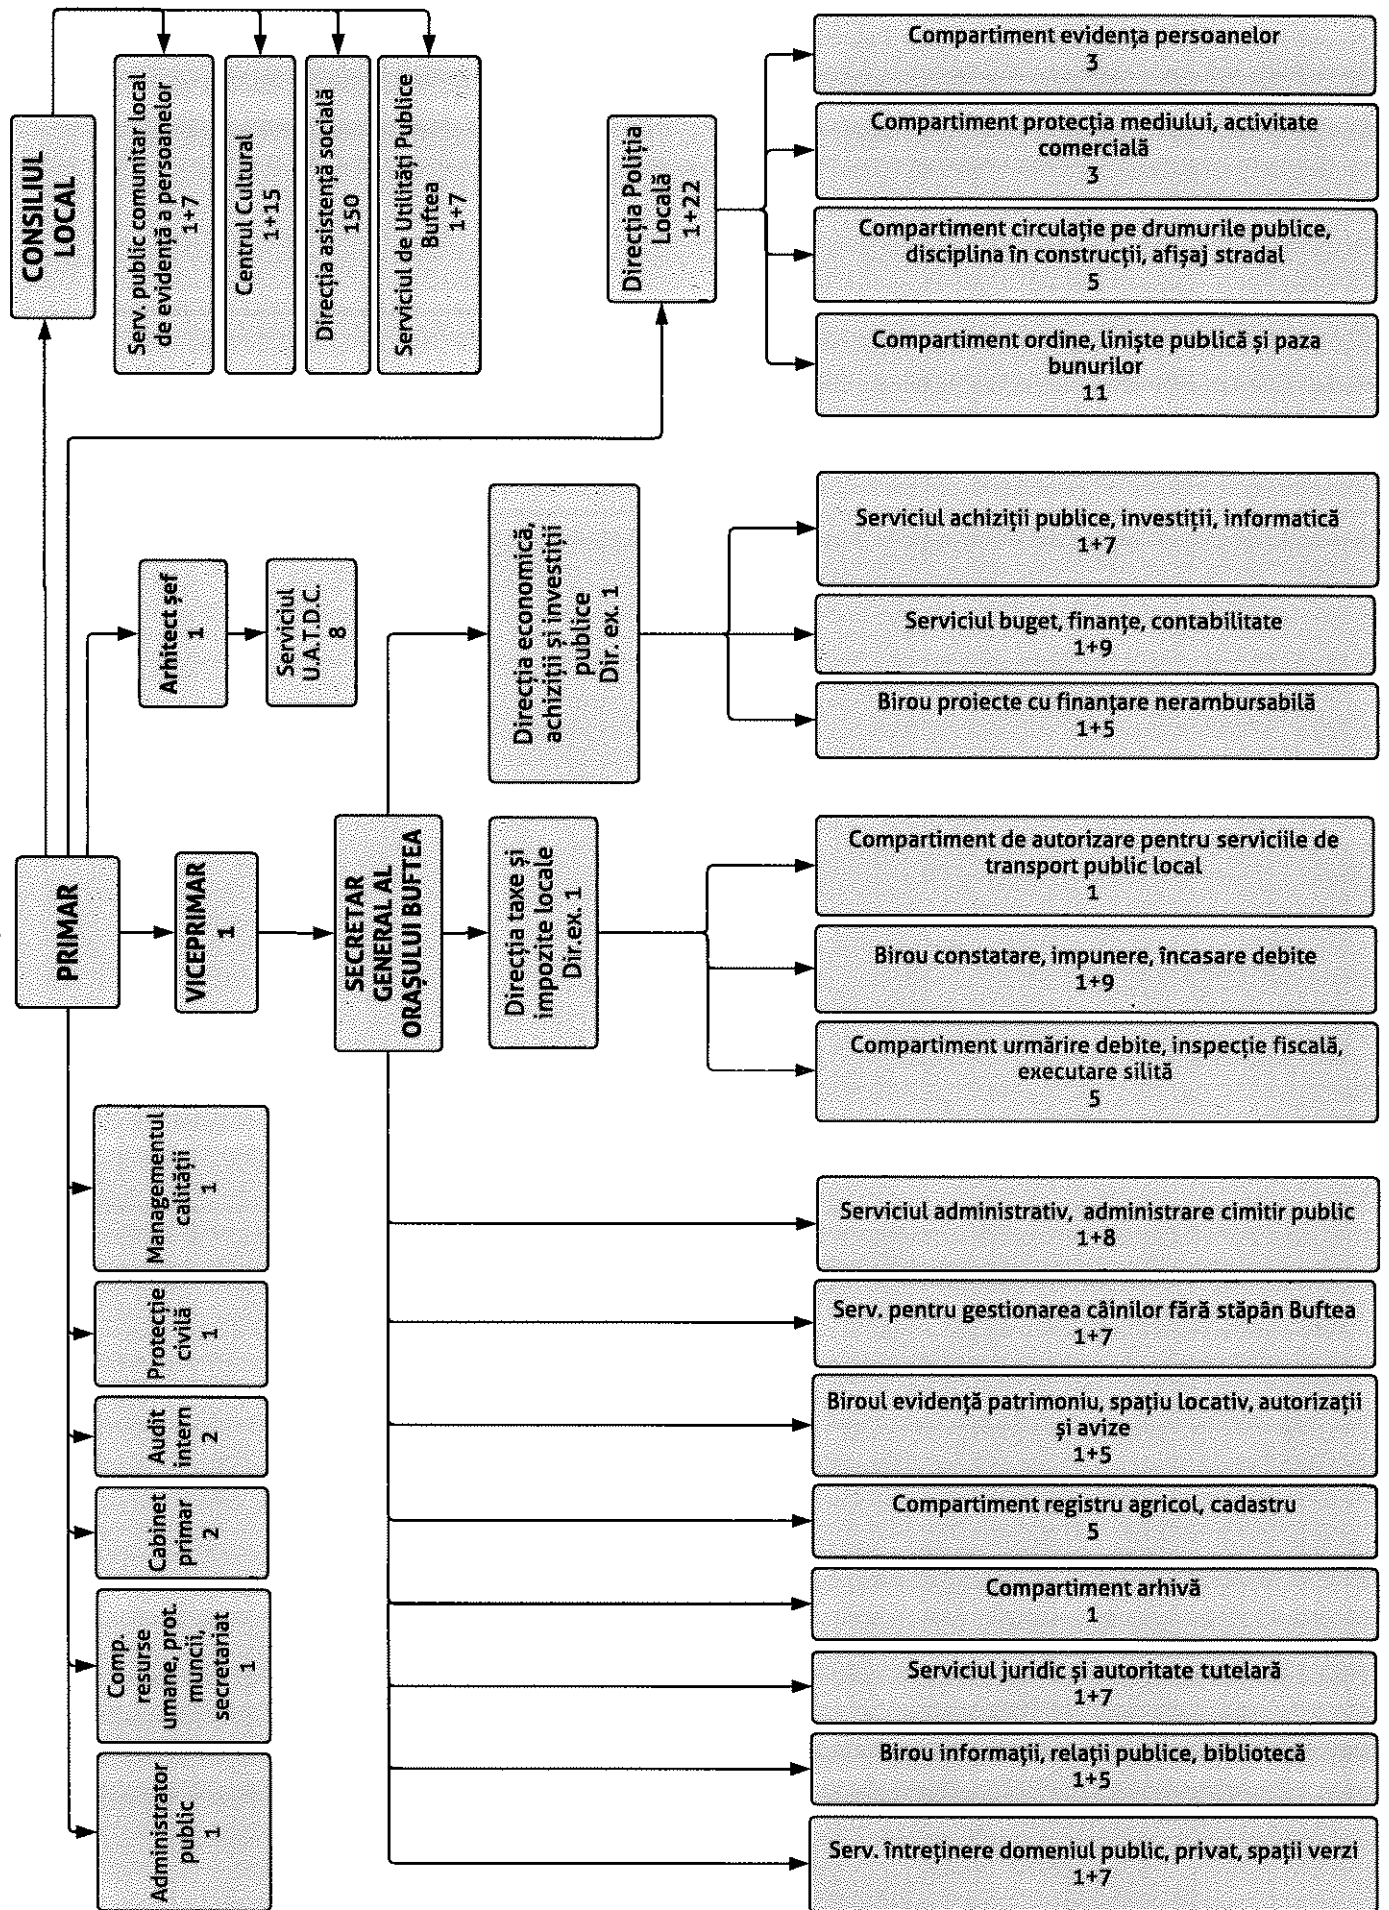 PRIMAR
CONSILIUL
LOCAL
Serv. public comunitar local
de evidență a persoanelor
1+7
Centrul Cultural
1+15
Direcția asistență socială
150
Serviciul de Utilități Publice
Buftea
1+7
Administrator
public
1
Comp.
resurse
umane, prot.
muncii,
secretariat
1
Cabinet
primar
2
Audit
intern
2
Protecție
civilă
1
Managementul
calității
1
VICEPRIMAR
1
Arhitect șef
1
Serviciul
U.A.T.D.C.
8
SECRETAR
GENERAL AL
ORAȘULUI BUFTEA
Direcția taxe și
impozite locale
Dir.ex. 1
Direcția economică,
achiziții și investiții
publice
Dir. ex. 1
Direcția Poliția
Locală
1+22
Serv. întreținere domeniul public, privat, spații verzi
1+7
Birou informații, relații publice, bibliotecă
1+5
Serviciul juridic și autoritate tutelară
1+7
Compartiment arhivă
1
Compartiment registru agricol, cadastru
5
Biroul evidență patrimoniu, spațiu locativ, autorizații
și avize
1+5
Serv. pentru gestionarea câinilor fără stăpân Buftea
1+7
Serviciul administrativ, administrare cimitir public
1+8
Compartiment urmărire debite, inspecție fiscală,
executare silită
5
Birou constatare, impunere, încasare debite
1+9
Compartiment de autorizare pentru serviciile de
transport public local
1
Birou proiecte cu finanțare nerambursabilă
1+5
Serviciul buget, finanțe, contabilitate
1+9
Serviciul achiziții publice, investiții, informatică
1+7
Compartiment ordine, liniște publică și paza
bunurilor
11
Compartiment circulație pe drumurile publice,
disciplina în construcții, afișaj stradal
5
Compartiment protecția mediului, activitate
comercială
3
Compartiment evidența persoanelor
3